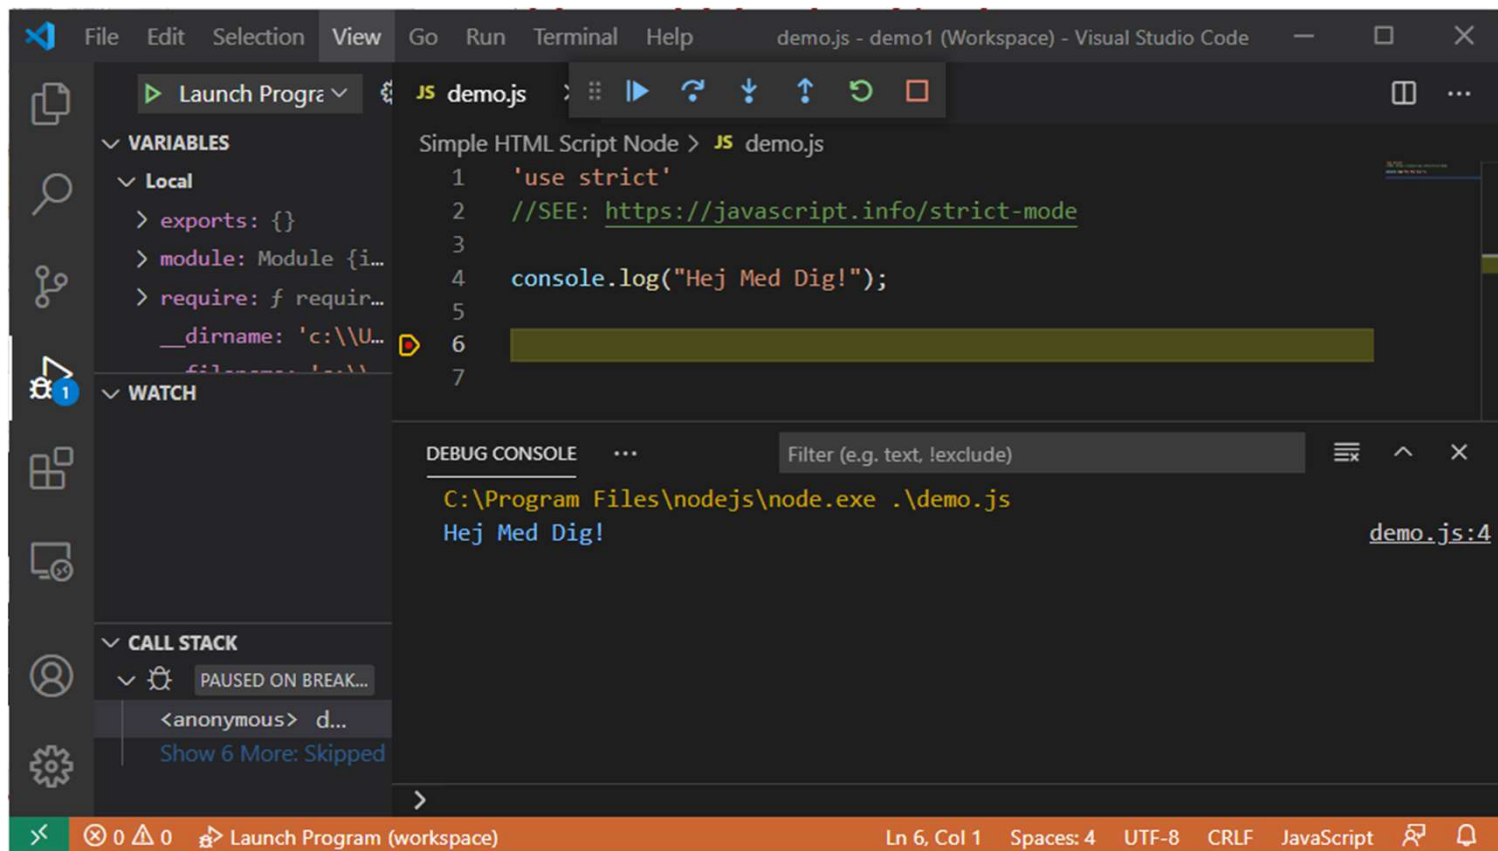 File Edit Selection View Go Run Terminal Help demo.js - demo1 (Workspace) - Visual Studio Code
Launch Progra
VARIABLES
Local
exports: {}
module: Module {i…
require: ƒ requir…
__dirname: 'c:\\U…
WATCH
CALL STACK
PAUSED ON BREAK…
<anonymous> d…
Show 6 More: Skipped
JS demo.js
Simple HTML Script Node > JS demo.js
1 'use strict'
2 //SEE: https://javascript.info/strict-mode
3
4 console.log("Hej Med Dig!");
5
6
7
DEBUG CONSOLE … Filter (e.g. text, !exclude)
C:\Program Files\nodejs\node.exe .\demo.js
Hej Med Dig! demo.js:4
>
1
0 0 Launch Program (workspace) Ln 6, Col 1 Spaces: 4 UTF-8 CRLF JavaScript